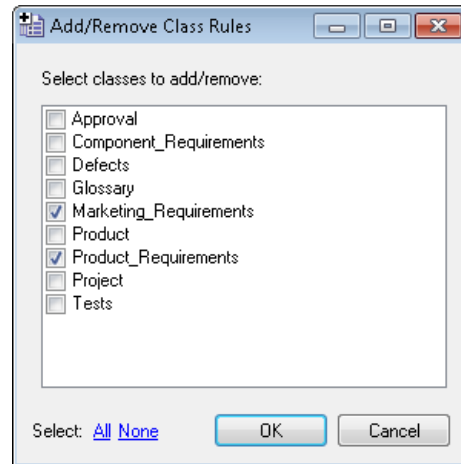 Add/Remove Class Rules
Select classes to add/remove:
Approval
Component_Requirements
Defects
Glossary
Marketing_Requirements
Product
Product_Requirements
Project
Tests
Select: All None OK Cancel